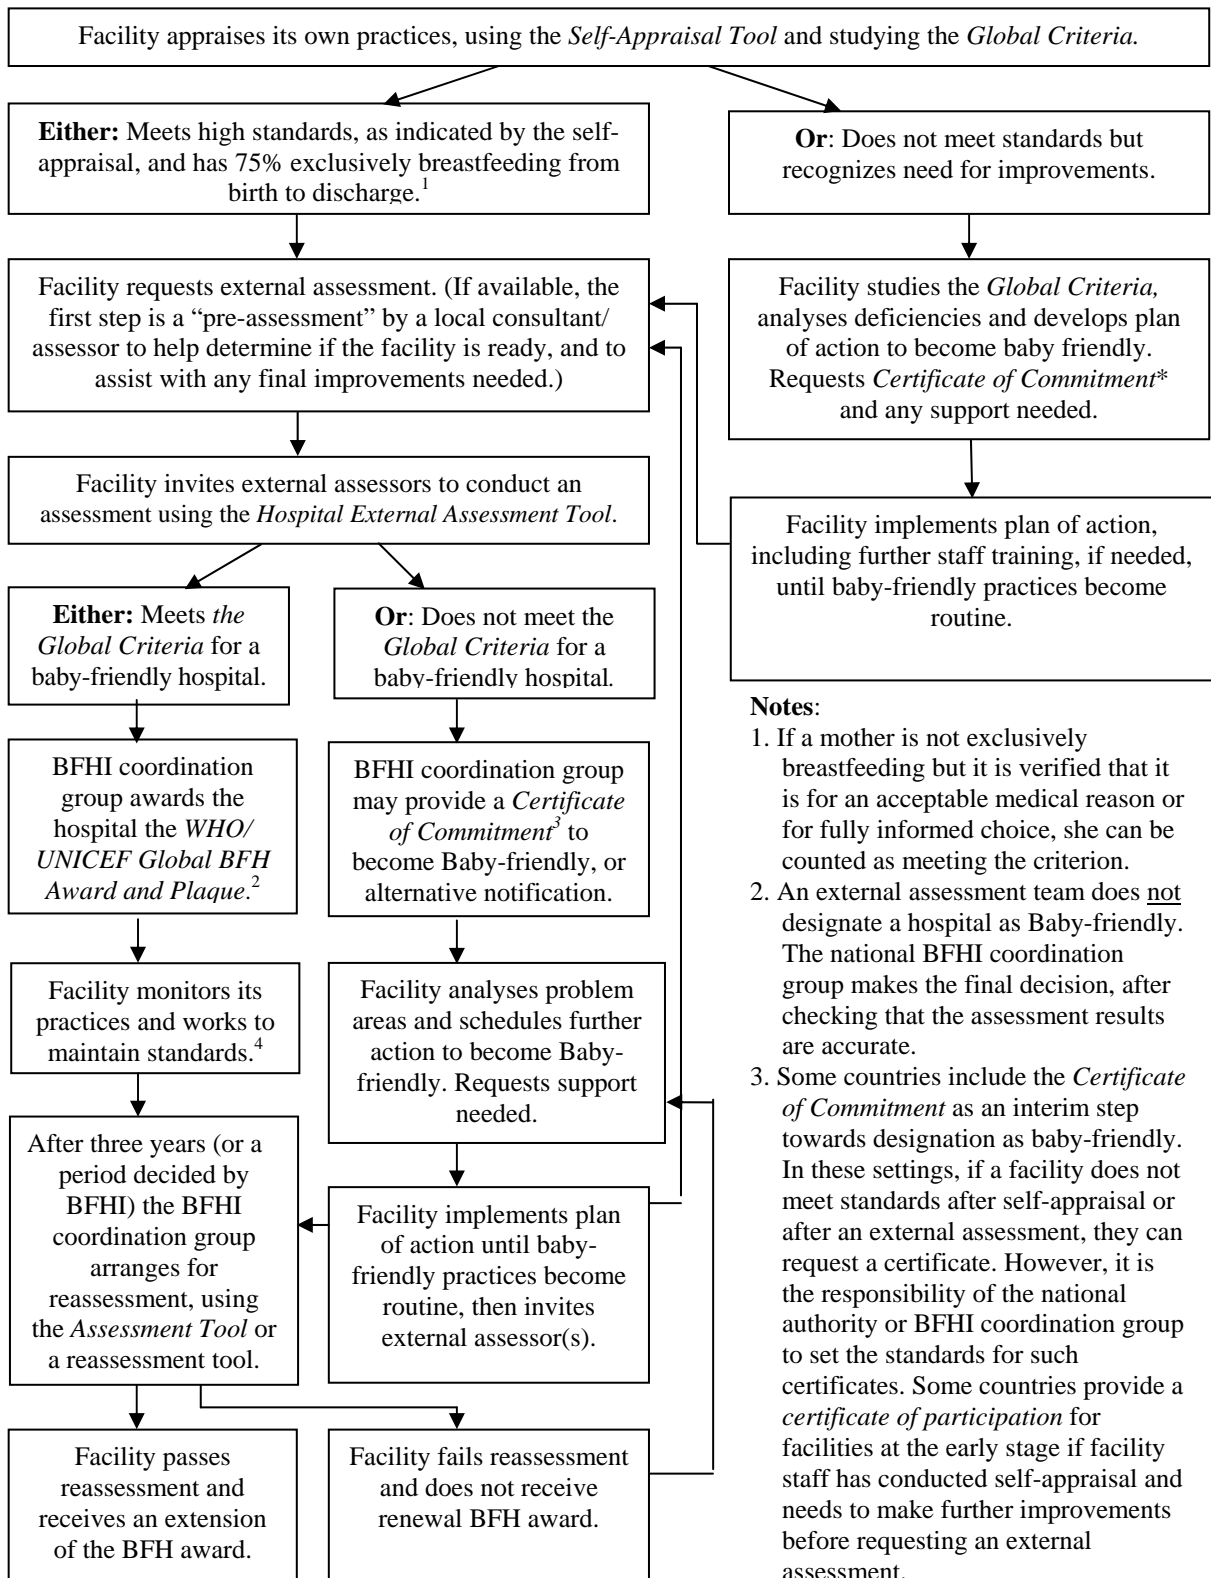 Facility appraises its own practices, using the Self-Appraisal Tool and studying the Global Criteria.
Either: Meets high standards, as indicated by the self-
appraisal, and has 75% exclusively breastfeeding from
birth to discharge.1
Or: Does not meet standards but
recognizes need for improvements.
Facility requests external assessment. (If available, the
first step is a “pre-assessment” by a local consultant/
assessor to help determine if the facility is ready, and to
assist with any final improvements needed.)
Facility studies the Global Criteria,
analyses deficiencies and develops plan
of action to become baby friendly.
Requests Certificate of Commitment*
and any support needed.
Facility invites external assessors to conduct an
assessment using the Hospital External Assessment Tool.
Facility implements plan of action,
including further staff training, if needed,
until baby-friendly practices become
routine.
Either: Meets the
Global Criteria for a
baby-friendly hospital.
Or: Does not meet the
Global Criteria for a
baby-friendly hospital.
BFHI coordination
group awards the
hospital the WHO/
UNICEF Global BFH
Award and Plaque.2
BFHI coordination group
may provide a Certificate
of Commitment3 to
become Baby-friendly, or
alternative notification.
Facility monitors its
practices and works to
maintain standards.4
Facility analyses problem
areas and schedules further
action to become Baby-
friendly. Requests support
needed.
After three years (or a
period decided by
BFHI) the BFHI
coordination group
arranges for
reassessment, using
the Assessment Tool or
a reassessment tool.
Facility implements plan
of action until baby-
friendly practices become
routine, then invites
external assessor(s).
Facility passes
reassessment and
receives an extension
of the BFH award.
Facility fails reassessment
and does not receive
renewal BFH award.
Notes:
1. If a mother is not exclusively
breastfeeding but it is verified that it
is for an acceptable medical reason or
for fully informed choice, she can be
counted as meeting the criterion.
2. An external assessment team does not
designate a hospital as Baby-friendly.
The national BFHI coordination
group makes the final decision, after
checking that the assessment results
are accurate.
3. Some countries include the Certificate
of Commitment as an interim step
towards designation as baby-friendly.
In these settings, if a facility does not
meet standards after self-appraisal or
after an external assessment, they can
request a certificate. However, it is
the responsibility of the national
authority or BFHI coordination group
to set the standards for such
certificates. Some countries provide a
certificate of participation for
facilities at the early stage if facility
staff has conducted self-appraisal and
needs to make further improvements
before requesting an external
assessment.